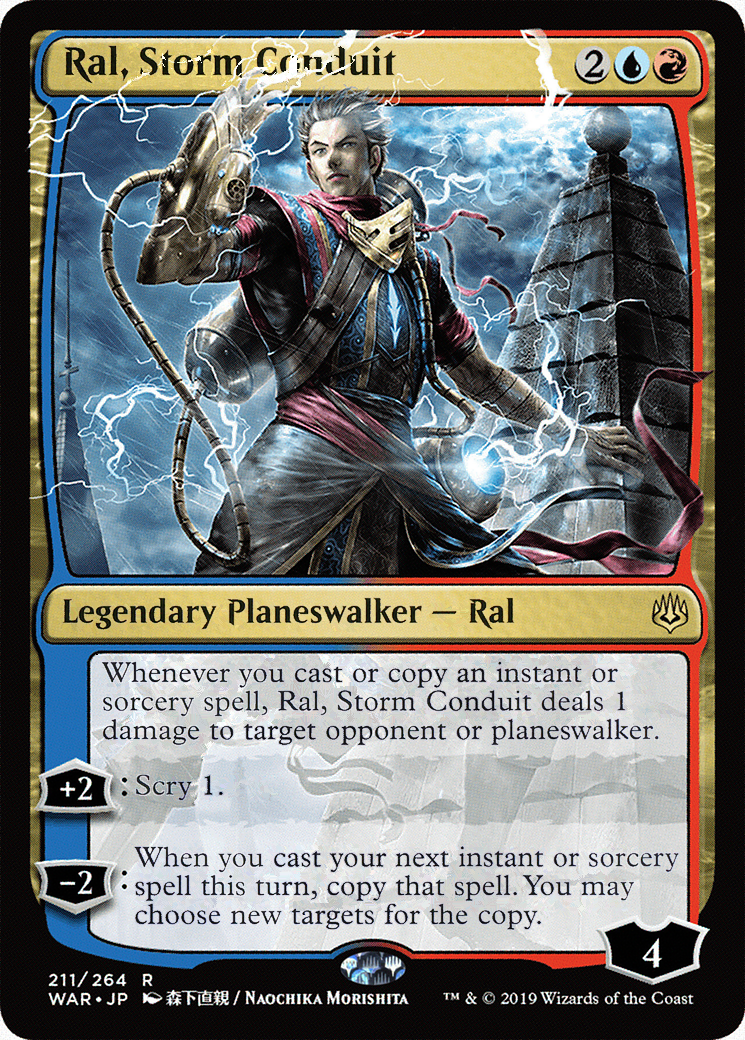 Ral, Storm Conduit 2
Legendary Planeswalker — Ral
Whenever you cast or copy an instant or
sorcery spell, Ral, Storm Conduit deals 1
damage to target opponent or planeswalker.
+2 : Scry 1.
When you cast your next instant or sorcery
−2 : spell this turn, copy that spell. You may
choose new targets for the copy.
4
211/264 R
WAR • JP 森下直親 / Naochika Morishita ™ & © 2019 Wizards of the Coast